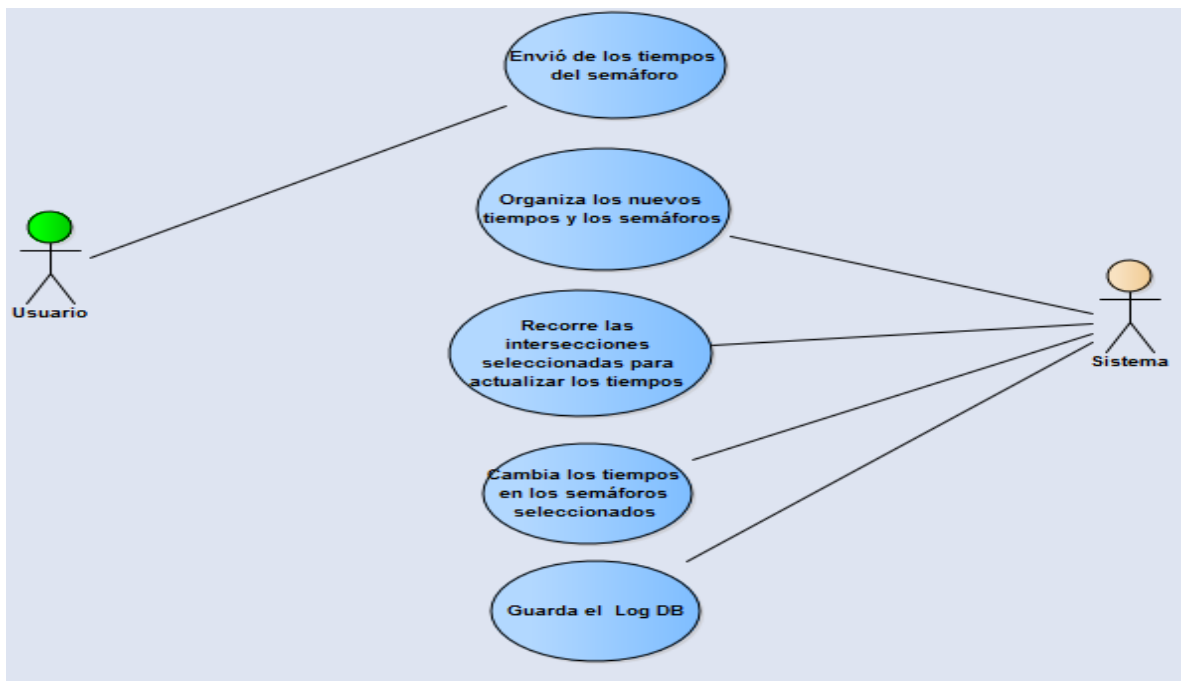 Envió de los tiempos
del semáforo
Organiza los nuevos
tiempos y los semáforos
Usuario
Recorre las
intersecciones
seleccionadas para
actualizar los tiempos
Sistema
Cambia los tiempos
en los semáforos
seleccionados
Guarda el Log DB